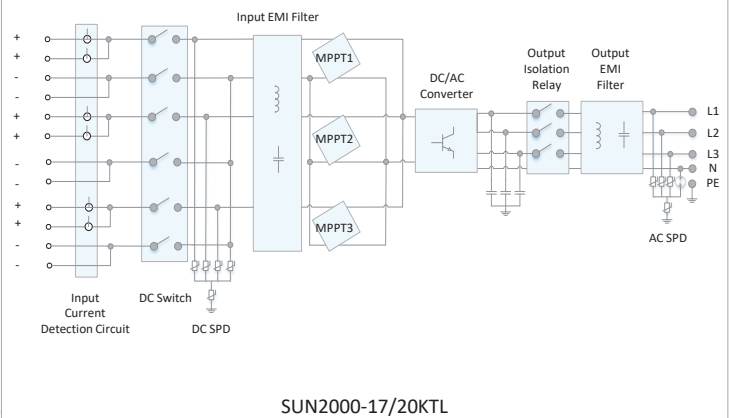 Input EMI Filter
+
+
-
-
+
+
-
-
+
+
-
-
MPPT1
MPPT2
MPPT3
DC/AC
Converter
Output
Isolation
Relay
Output
EMI
Filter
L1
L2
L3
N
PE
AC SPD
Input
Current
Detection Circuit
DC Switch
DC SPD
SUN2000-17/20KTL